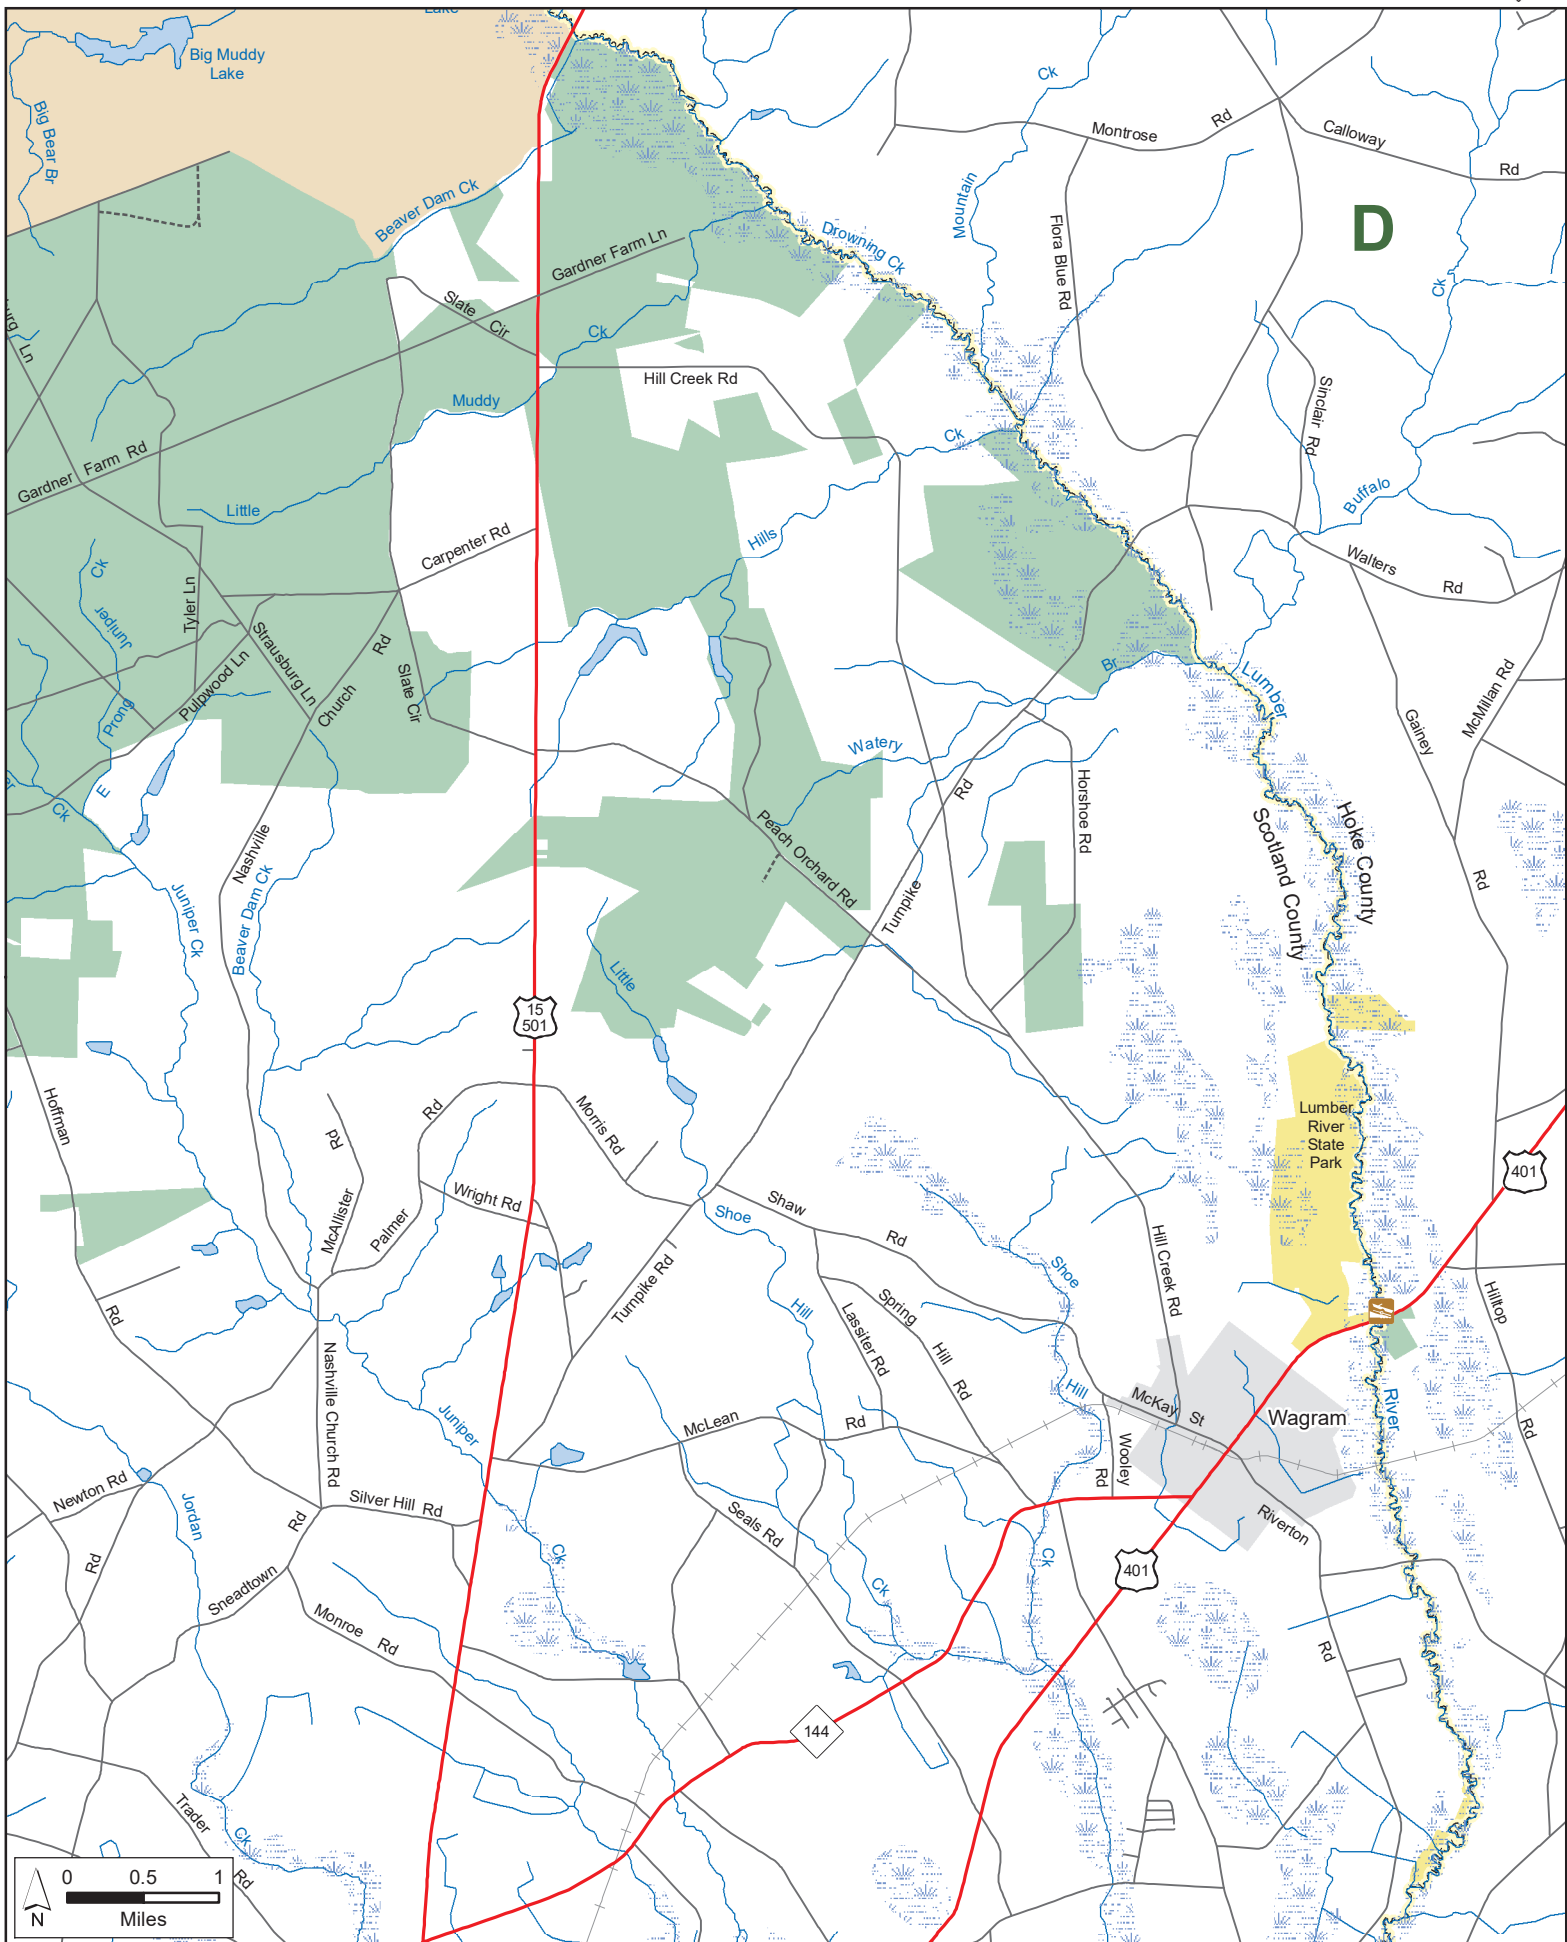 Lake
Big Muddy
Lake
Big Bear Br
Ck
Montrose
Rd
Calloway
Rd
D
Beaver Dam Ck
Mountain
Drowning Ck
Flora Blue Rd
Gardner Farm Ln
Slate
Cir
Ck
Ck
Ln
Hill Creek Rd
Muddy
Sinclair
Rd
Ck
Gardner
Farm
Rd
Little
Buffalo
Carpenter Rd
Hills
Walters
Rd
Ck
Juniper
Tyler Ln
Strausburg Ln
Pulpwood Ln
Rd
Church
Slate Cir
Br
Lumber
McMillan Rd
Prong
Gainey
Watery
E
Ck
Rd
Horshoe Rd
Peach Orchard Rd
Hoke County
Scotland County
Nashville
Beaver Dam Ck
Juniper Ck
Turnpike
Rd
Little
15
501
Hoffman
Rd
Rd
Morris Rd
Lumber
River
State
Park
401
McAllister
Palmer
Wright Rd
Shoe
Shaw
Rd
Turnpike Rd
Hill Creek Rd
Shoe
Rd
Hill
Lassiter Rd
Spring
Hill
Rd
Hilltop
Nashville Church Rd
Juniper
McLean
Rd
Hill
McKay
St
Wagram
River
Wooley
Rd
Rd
Newton Rd
Jordan
Silver Hill
Rd
Rd
Seals Rd
Riverton
Rd
Sneadtown
Ck
Ck
Ck
401
Monroe
Rd
Rd
144
Trader
Rd
Ck
0
0.5
1
Miles
N